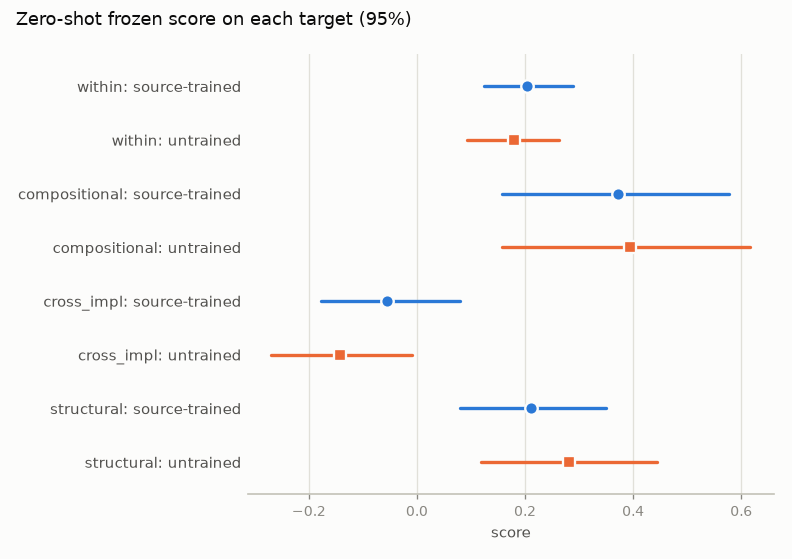 Zero-shot frozen score on each target (95%)
within: source-trained
within: untrained
compositional: source-trained
compositional: untrained
cross_impl: source-trained
cross_impl: untrained
structural: source-trained
structural: untrained
−0.2 0.0 0.2 0.4 0.6
score